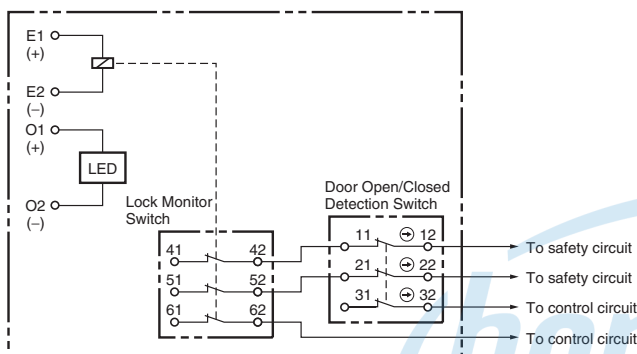 E1
(+)
E2
(−)
O1
(+)
LED
O2
(−)
Lock Monitor
Switch
Door Open/Closed
Detection Switch
41 42
51 52
61 62
11 12
21 22
31 32
To safety circuit
To safety circuit
To control circuit
To control circuit